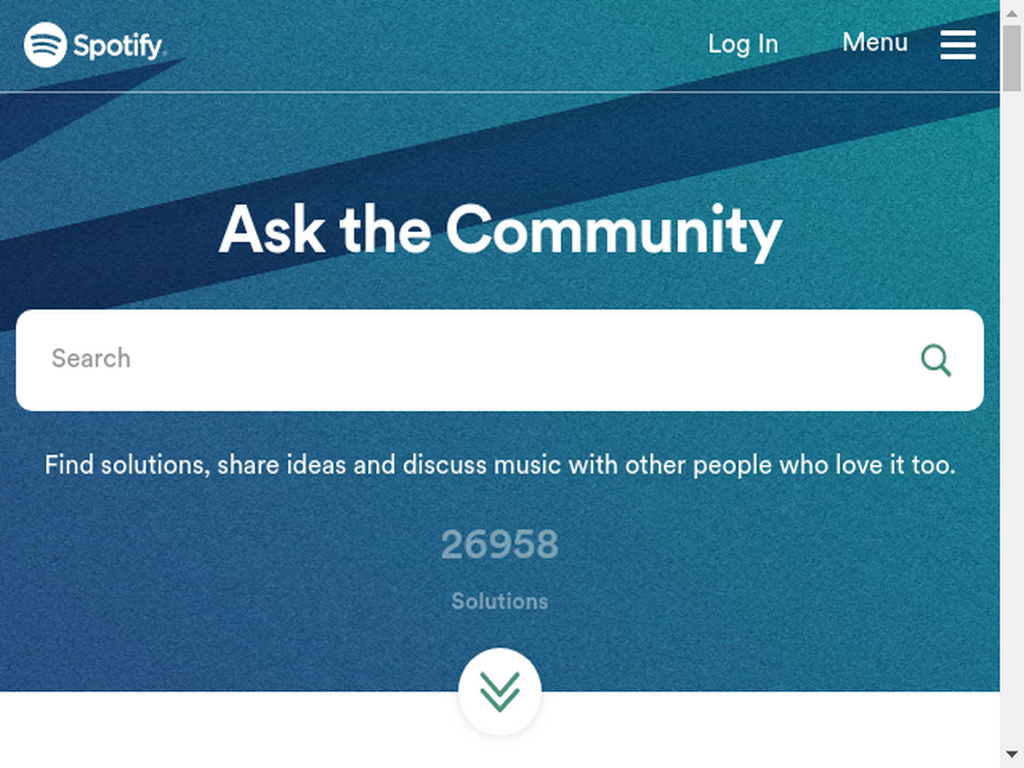 Spotify
Log In
Menu
Ask the Community
Search
Find solutions, share ideas and discuss music with other people who love it too.
26958
Solutions